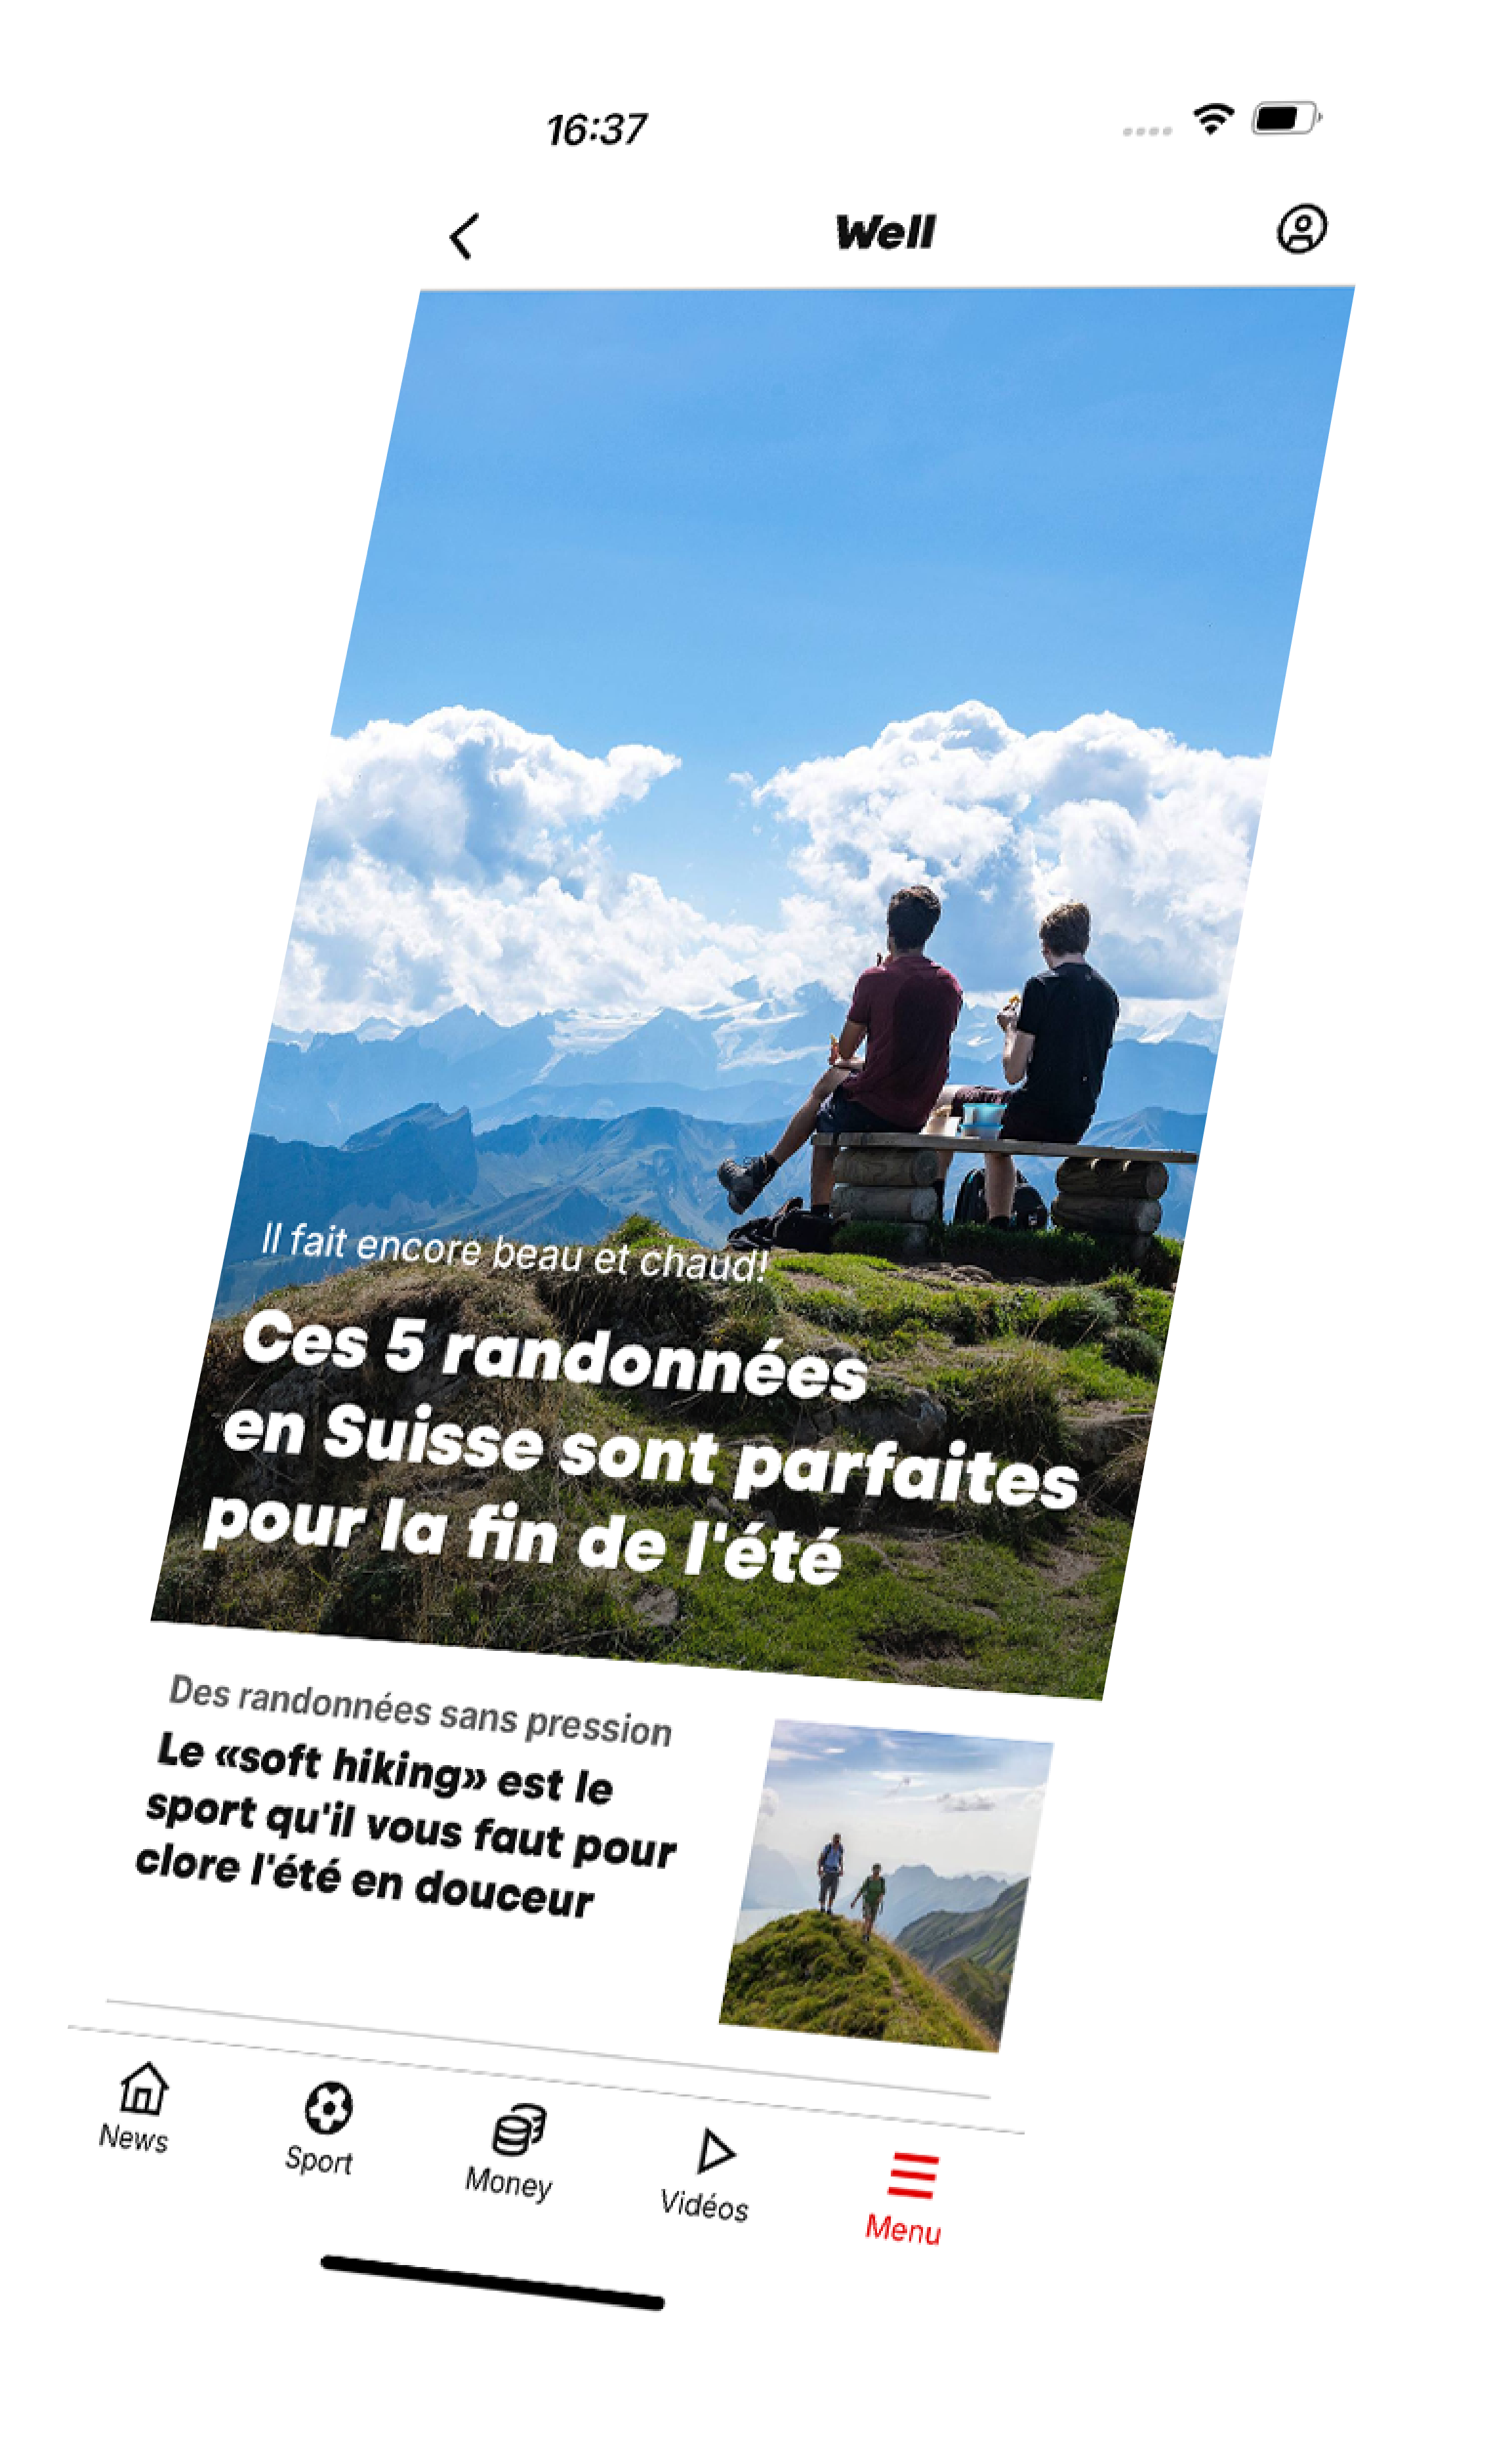 16:37
Well
Il fait encore beau et chaud!
Ces 5 randonnées
en Suisse sont parfaites
pour la fin de l'été
Des randonnées sans pression
Le «soft hiking» est le
sport qu'il vous faut pour
clore l'été en douceur
News
Sport
Money
Vidéos
Menu